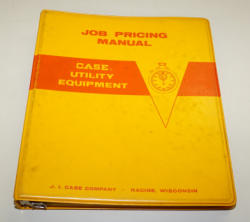 JOB PRICING
MANUAL
CASE
UTILITY
EQUIPMENT
J. I. CASE COMPANY - RACINE, WISCONSIN